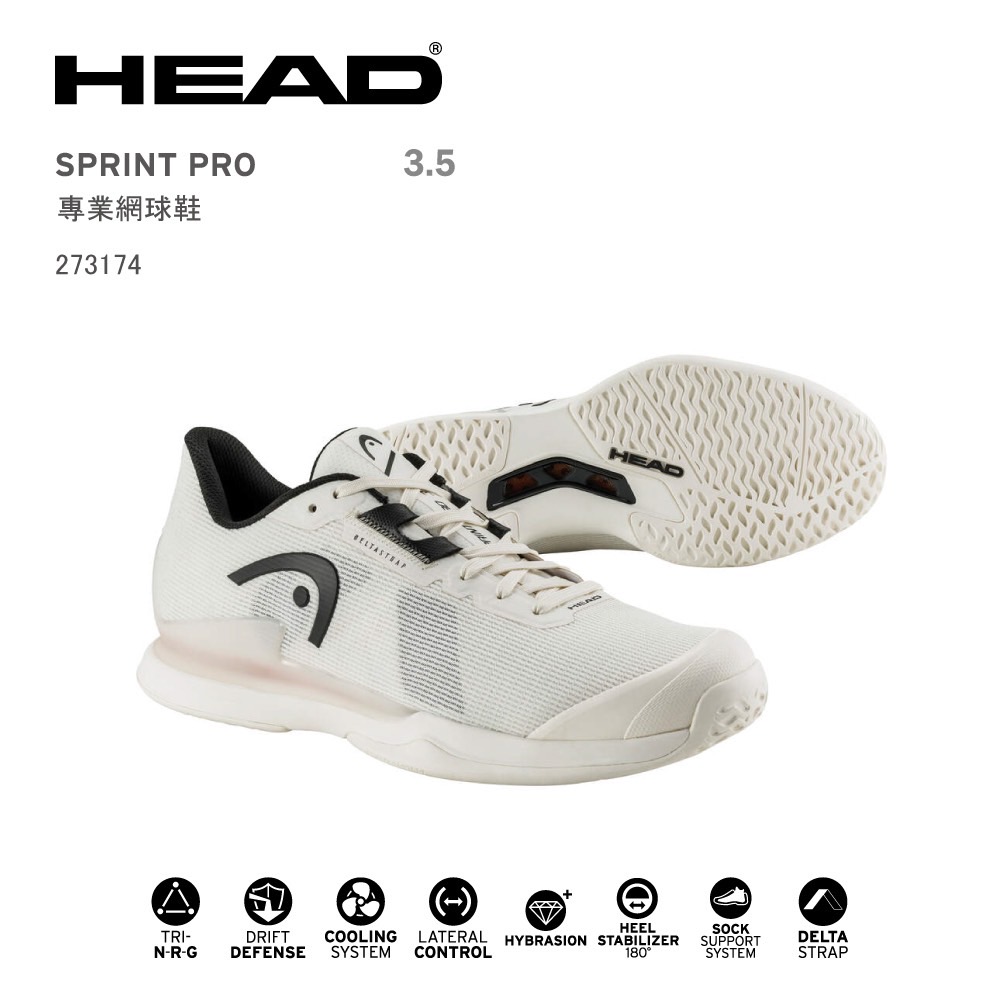 HEAD®
SPRINT PRO 3.5
專業網球鞋
273174
HEAD
DELTASTRAP
HEAD
TRI-
N-R-G
DRIFT
DEFENSE
COOLING
SYSTEM
LATERAL
CONTROL
HYBRASION
+
HEEL
STABILIZER
180°
SOCK
SUPPORT
SYSTEM
DELTA
STRAP